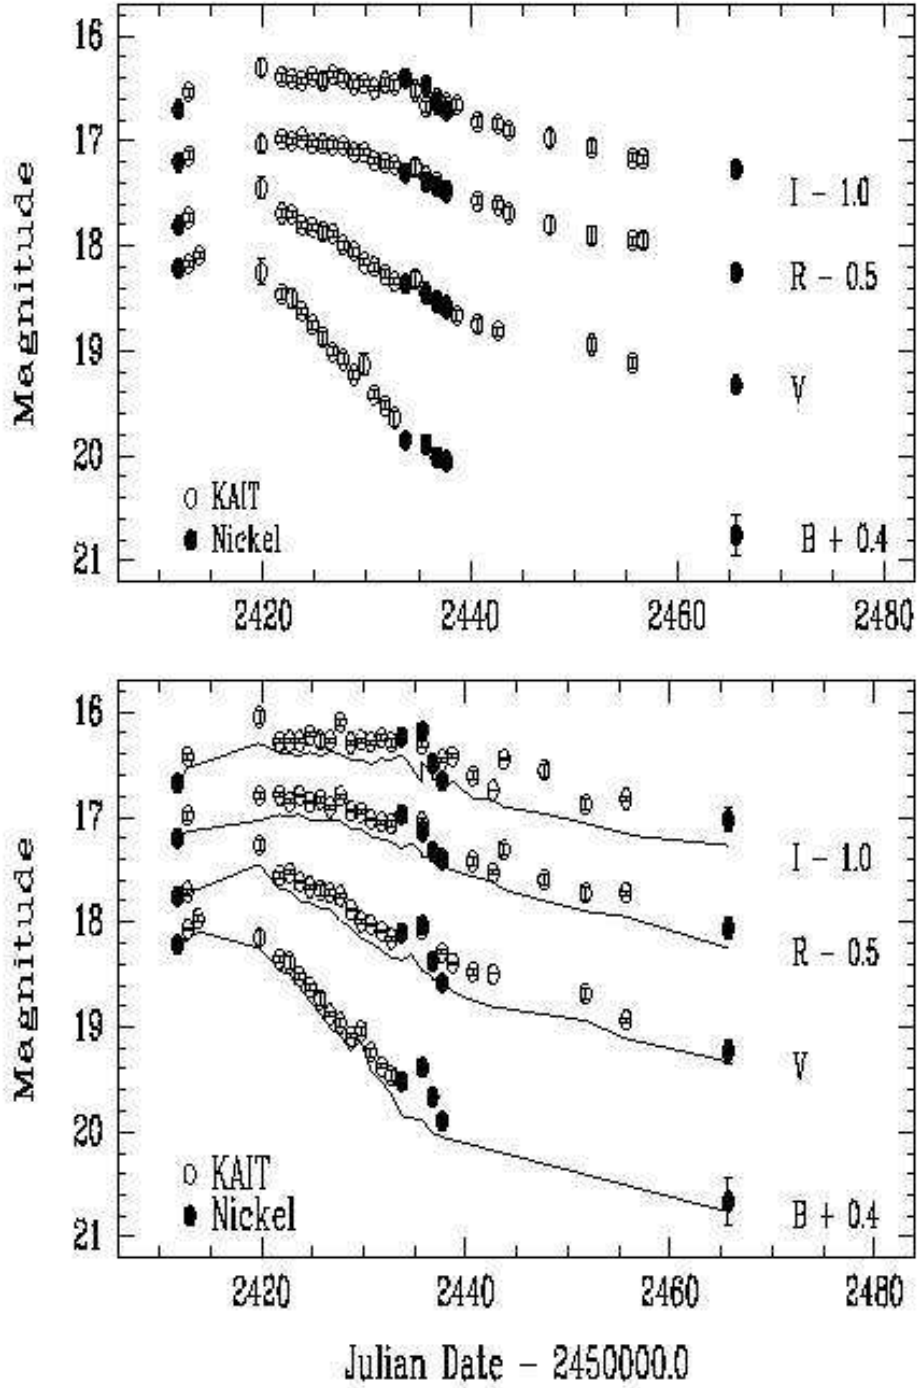 16
17
18
19
20
21
Magnitude
I - 1.0
R - 0.5
V
B + 0.4
KAIT
Nickel
2420 2440 2460 2480
16
17
18
19
20
21
Magnitude
I - 1.0
R - 0.5
V
B + 0.4
KAIT
Nickel
2420 2440 2460 2480
Julian Date - 2450000.0